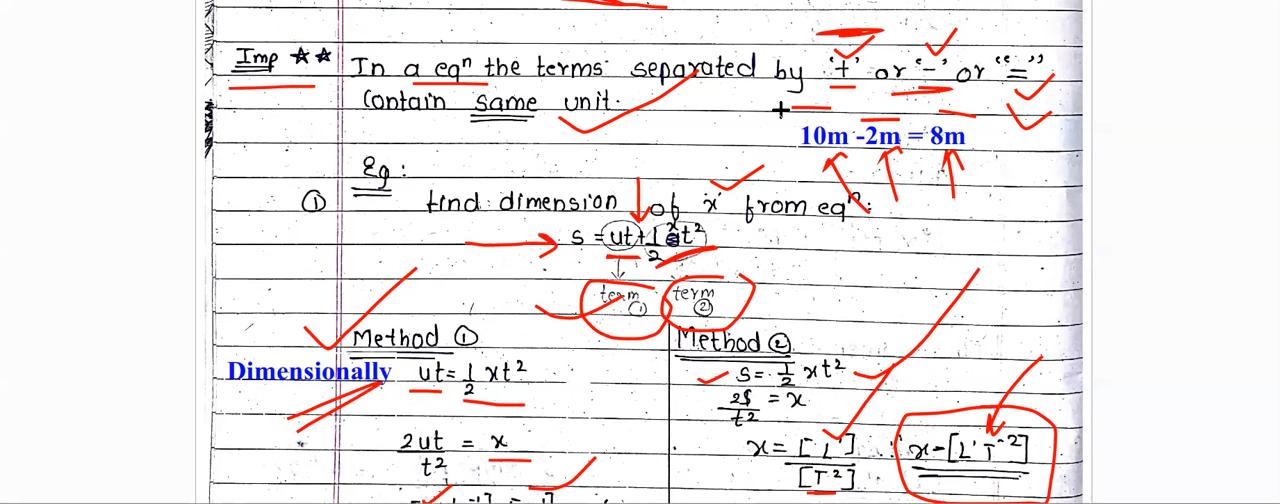 Imp ★★ In a eqⁿ the terms separated by '+' or '-' or "="
Contain same unit.
10m -2m = 8m
Eg:
① find dimension of 'x' from eqⁿ:
s = ut + 1/2 xt²
term ① term ②
Method ①
Dimensionally ut = 1/2 xt²
2ut/t² = x
Method ②
s = 1/2 xt²
2s/t² = x
x = [L¹]/[T²] ∴ x = [L¹T⁻²]